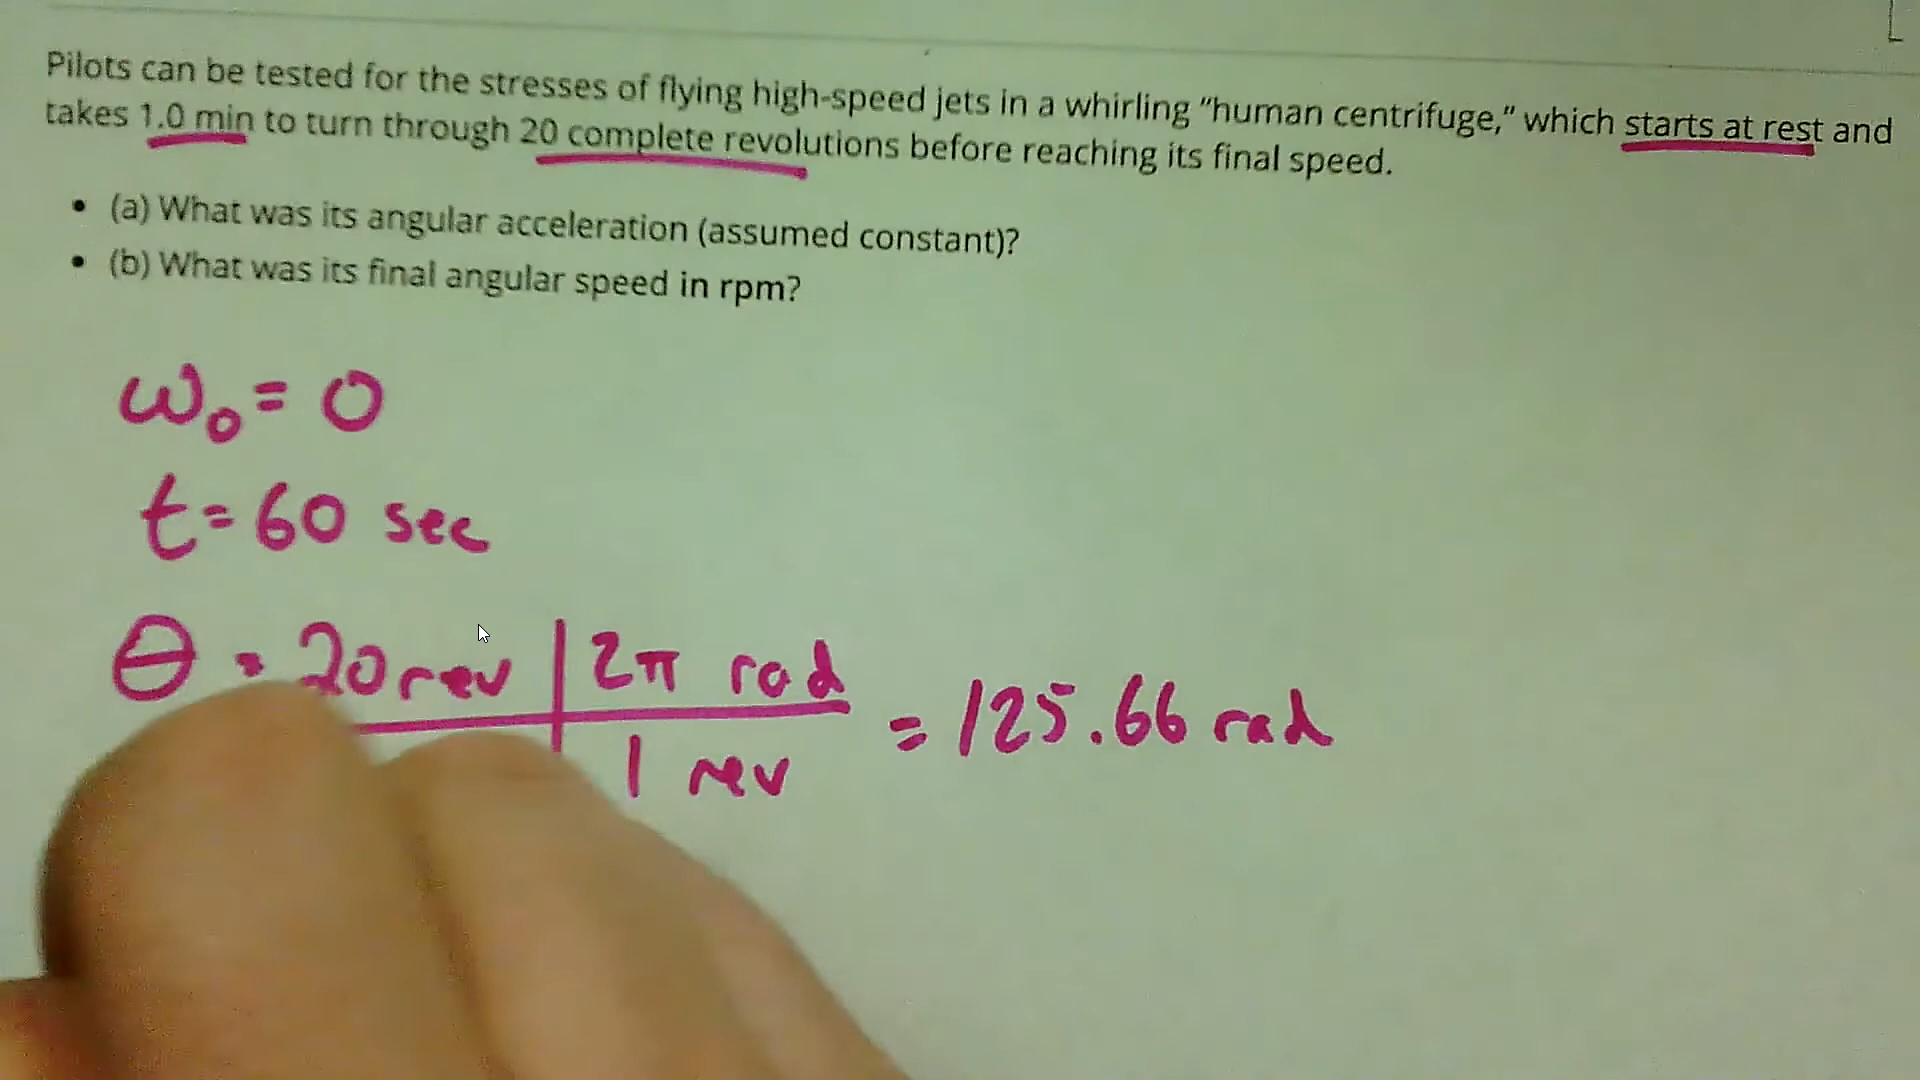 Pilots can be tested for the stresses of flying high-speed jets in a whirling “human centrifuge,” which starts at rest and
takes 1.0 min to turn through 20 complete revolutions before reaching its final speed.
• (a) What was its angular acceleration (assumed constant)?
• (b) What was its final angular speed in rpm?
ω₀ = 0
t = 60 sec
θ = 20 rev | 2π rad = 125.66 rad
1 rev